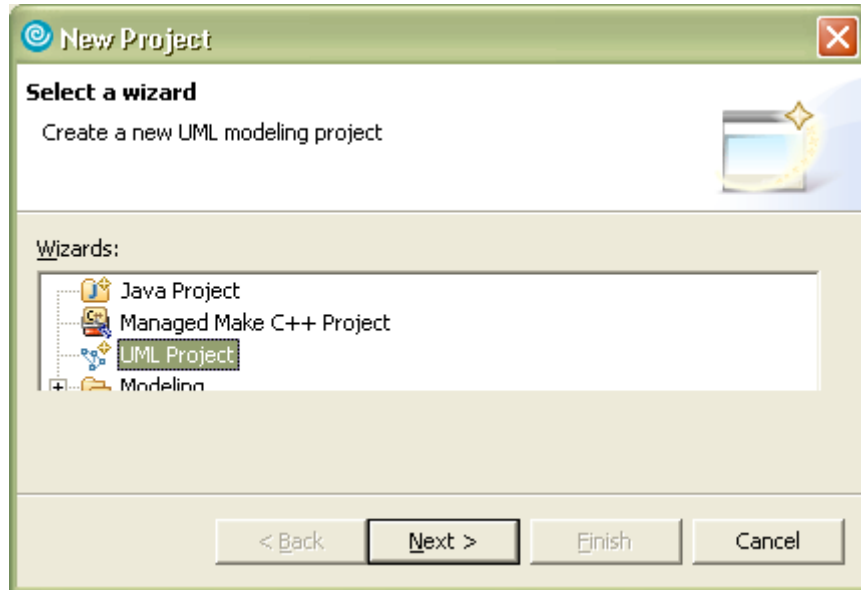 New Project
Select a wizard
Create a new UML modeling project
Wizards:
Java Project
Managed Make C++ Project
UML Project
Modeling
< Back Next > Finish Cancel